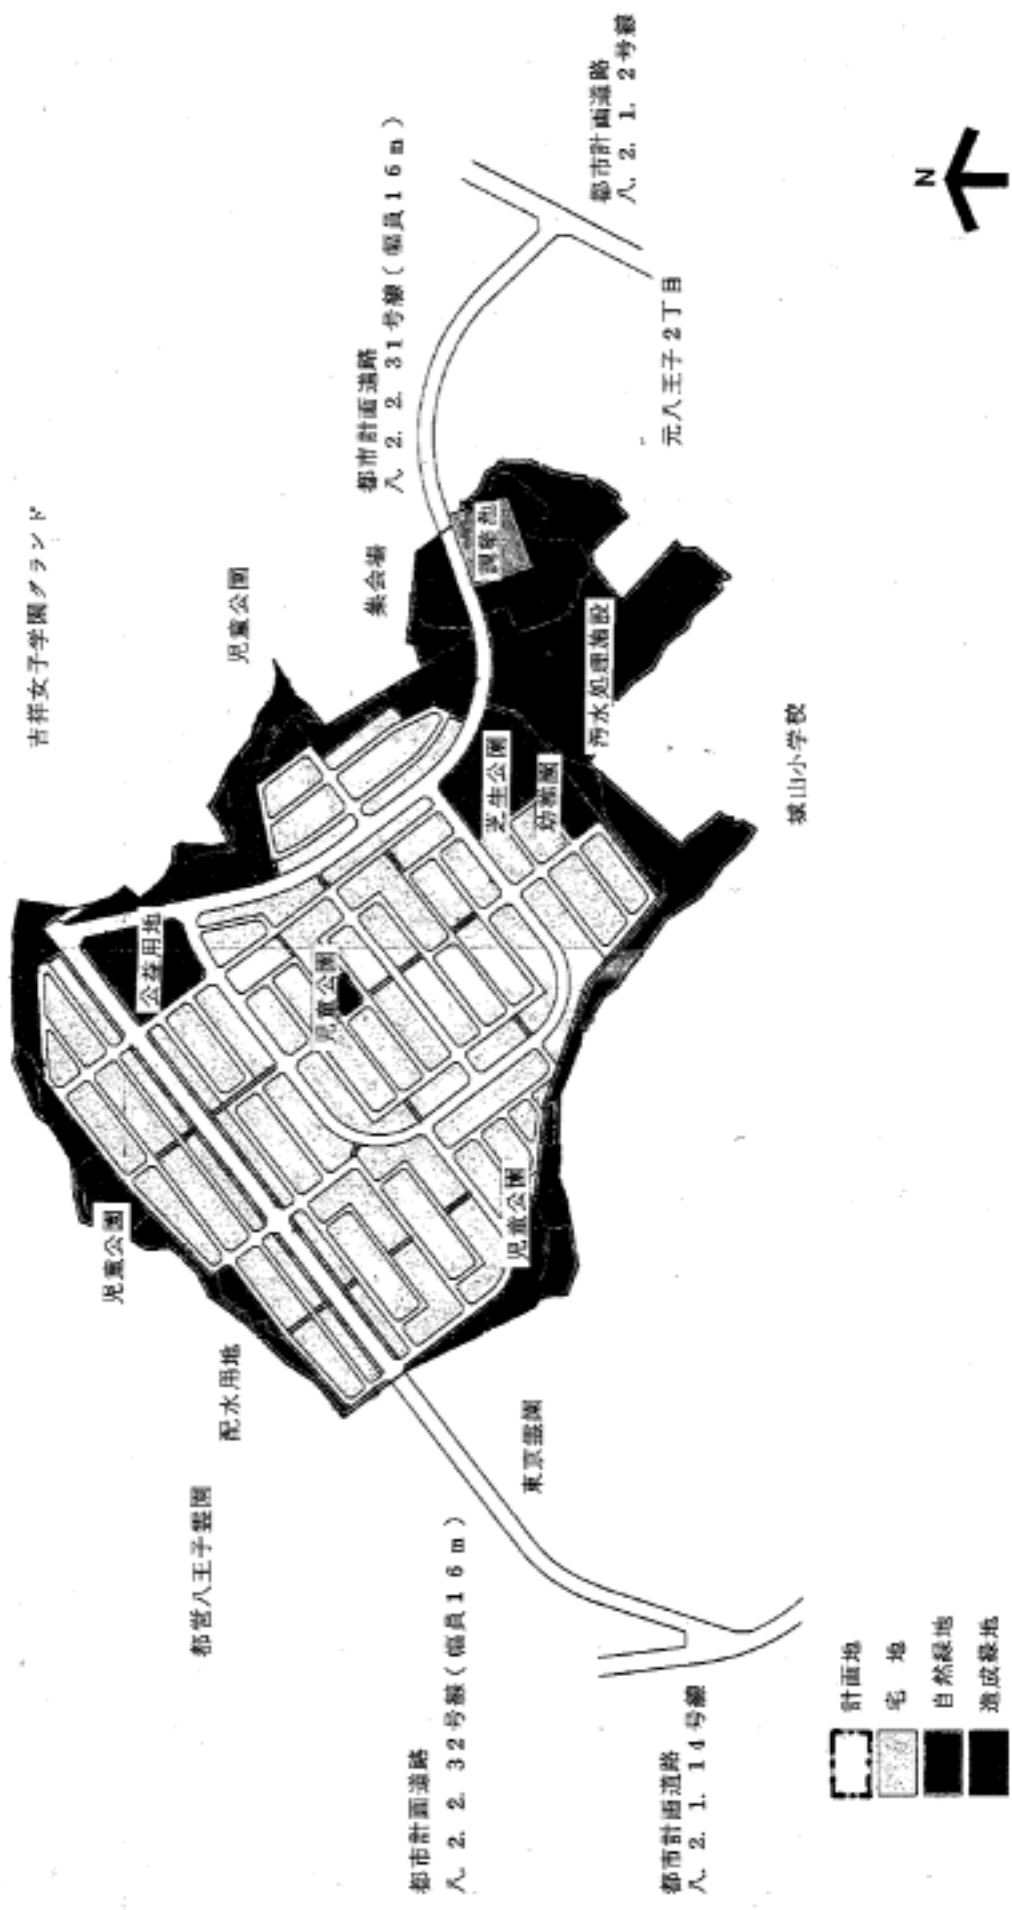 吉祥女子学園グランド
児童公園
集会場
都市計画道路
八. 2. 2. 31号線(幅員16m)
都市計画道路
八. 2. 1. 2号線
N
元八王子2丁目
調整池
汚水処理施設
城山小学校
芝生公園
幼稚園
公益用地
児童公園
児童公園
児童公園
配水用地
都営八王子霊園
東京霊園
都市計画道路
八. 2. 2. 32号線(幅員16m)
都市計画道路
八. 2. 1. 14号線
計画地
宅 地
自然緑地
造成緑地